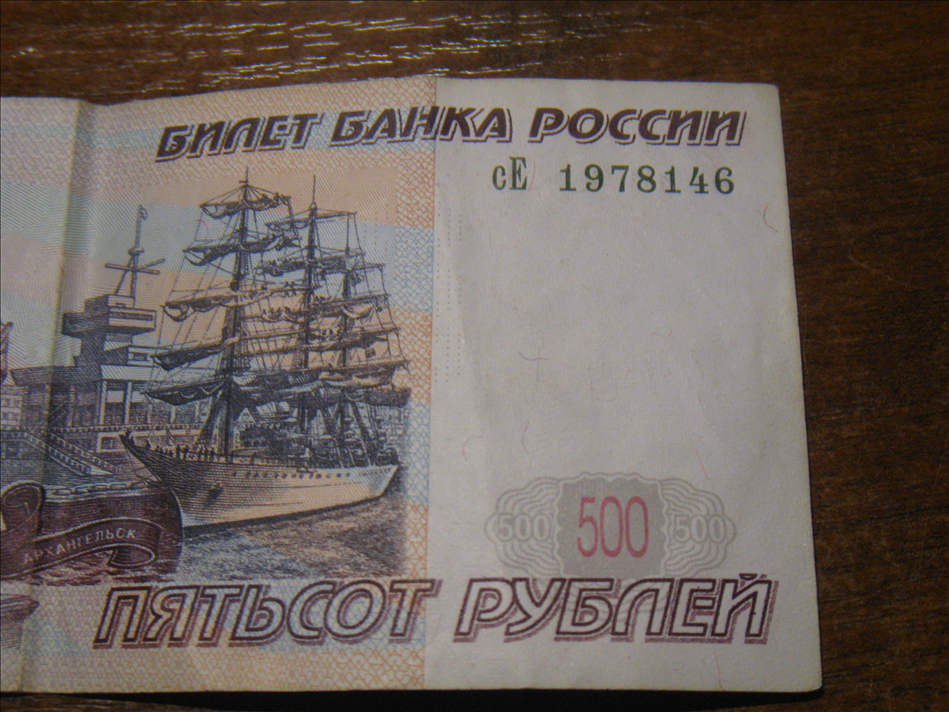 БИЛЕТ БАНКА РОССИИ
сЕ 1978146
АРХАНГЕЛЬСК
500 500 500
ПЯТЬСОТ РУБЛЕЙ